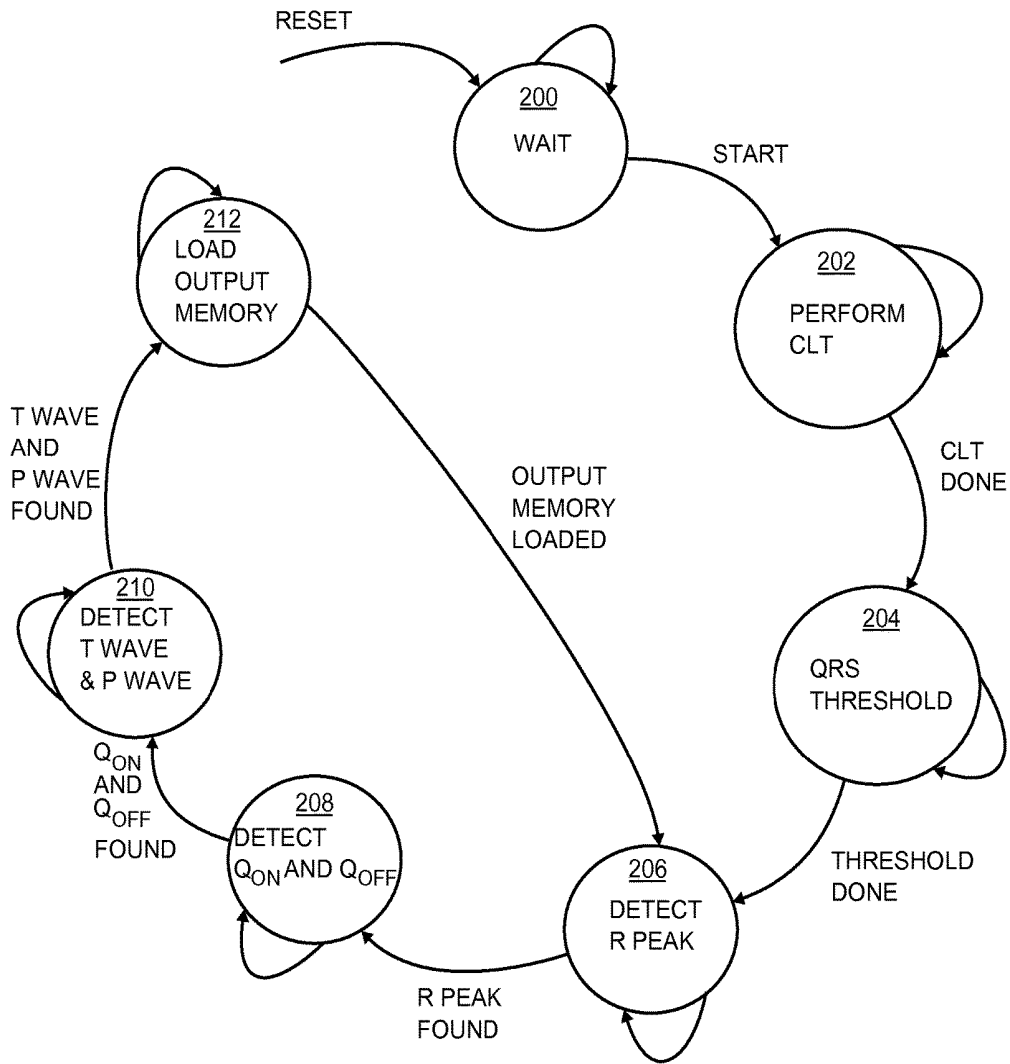 RESET
200
WAIT
START
212
LOAD
OUTPUT
MEMORY
202
PERFORM
CLT
T WAVE
AND
P WAVE
FOUND
OUTPUT
MEMORY
LOADED
CLT
DONE
210
DETECT
T WAVE
& P WAVE
204
QRS
THRESHOLD
QON
AND
QOFF
FOUND
208
DETECT
QON AND QOFF
206
DETECT
R PEAK
THRESHOLD
DONE
R PEAK
FOUND